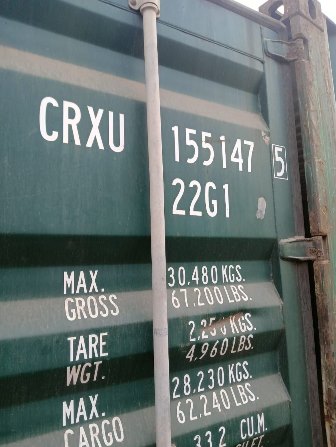 CRXU 155147 5
22G1
MAX. 30.480 KGS.
GROSS 67.200 LBS.
TARE 2.250 KGS.
WGT. 4.960 LBS.
MAX. 28.230 KGS.
CARGO 62.240 LBS.
33.2 CU.M.